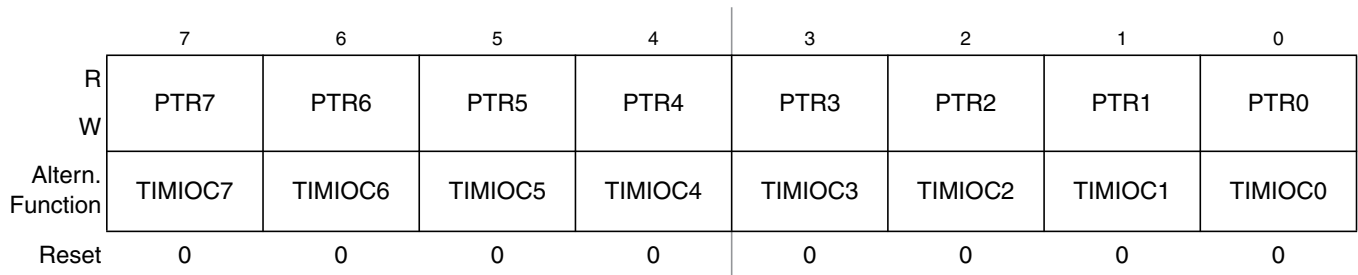 7 6 5 4 3 2 1 0
R
W
PTR7 PTR6 PTR5 PTR4 PTR3 PTR2 PTR1 PTR0
Altern.
Function
TIMIOC7 TIMIOC6 TIMIOC5 TIMIOC4 TIMIOC3 TIMIOC2 TIMIOC1 TIMIOC0
Reset 0 0 0 0 0 0 0 0